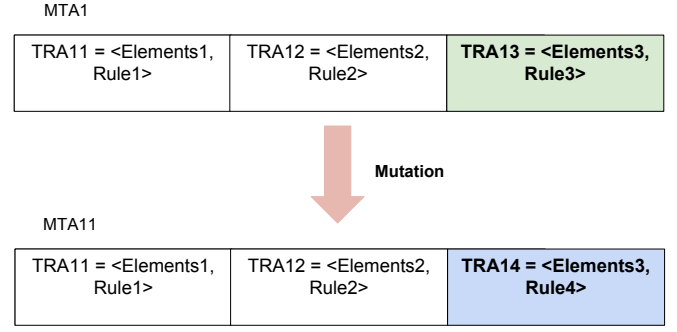 MTA1
TRA11 = <Elements1,
Rule1>
TRA12 = <Elements2,
Rule2>
TRA13 = <Elements3,
Rule3>
Mutation
MTA11
TRA11 = <Elements1,
Rule1>
TRA12 = <Elements2,
Rule2>
TRA14 = <Elements3,
Rule4>